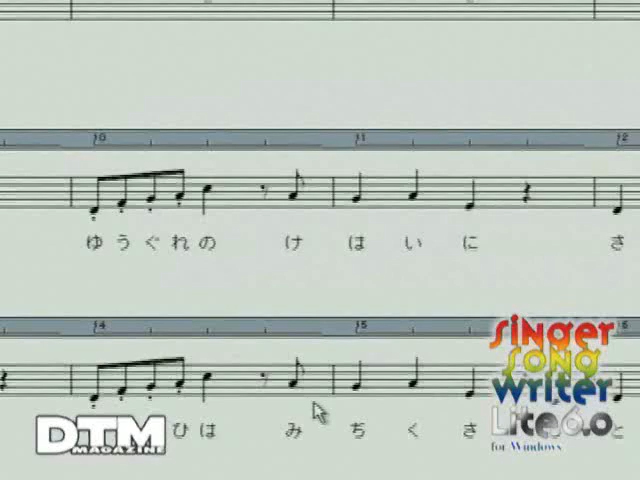 10 11 12
ゆうぐれの けはいに さ
14 15 16
ひは みちくさ と
singer
song
writer
Lite6.0
for Windows
DTM
MAGAZINE